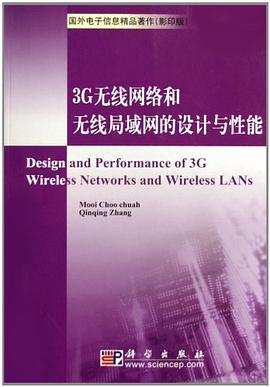 国外电子信息精品著作(影印版)
3G无线网络和
无线局域网的设计与性能
Design and Performance of 3G
Wireless Networks and Wireless LANs
Mooi Choo chuah
Qinqing Zhang
科学出版社
www.sciencep.com